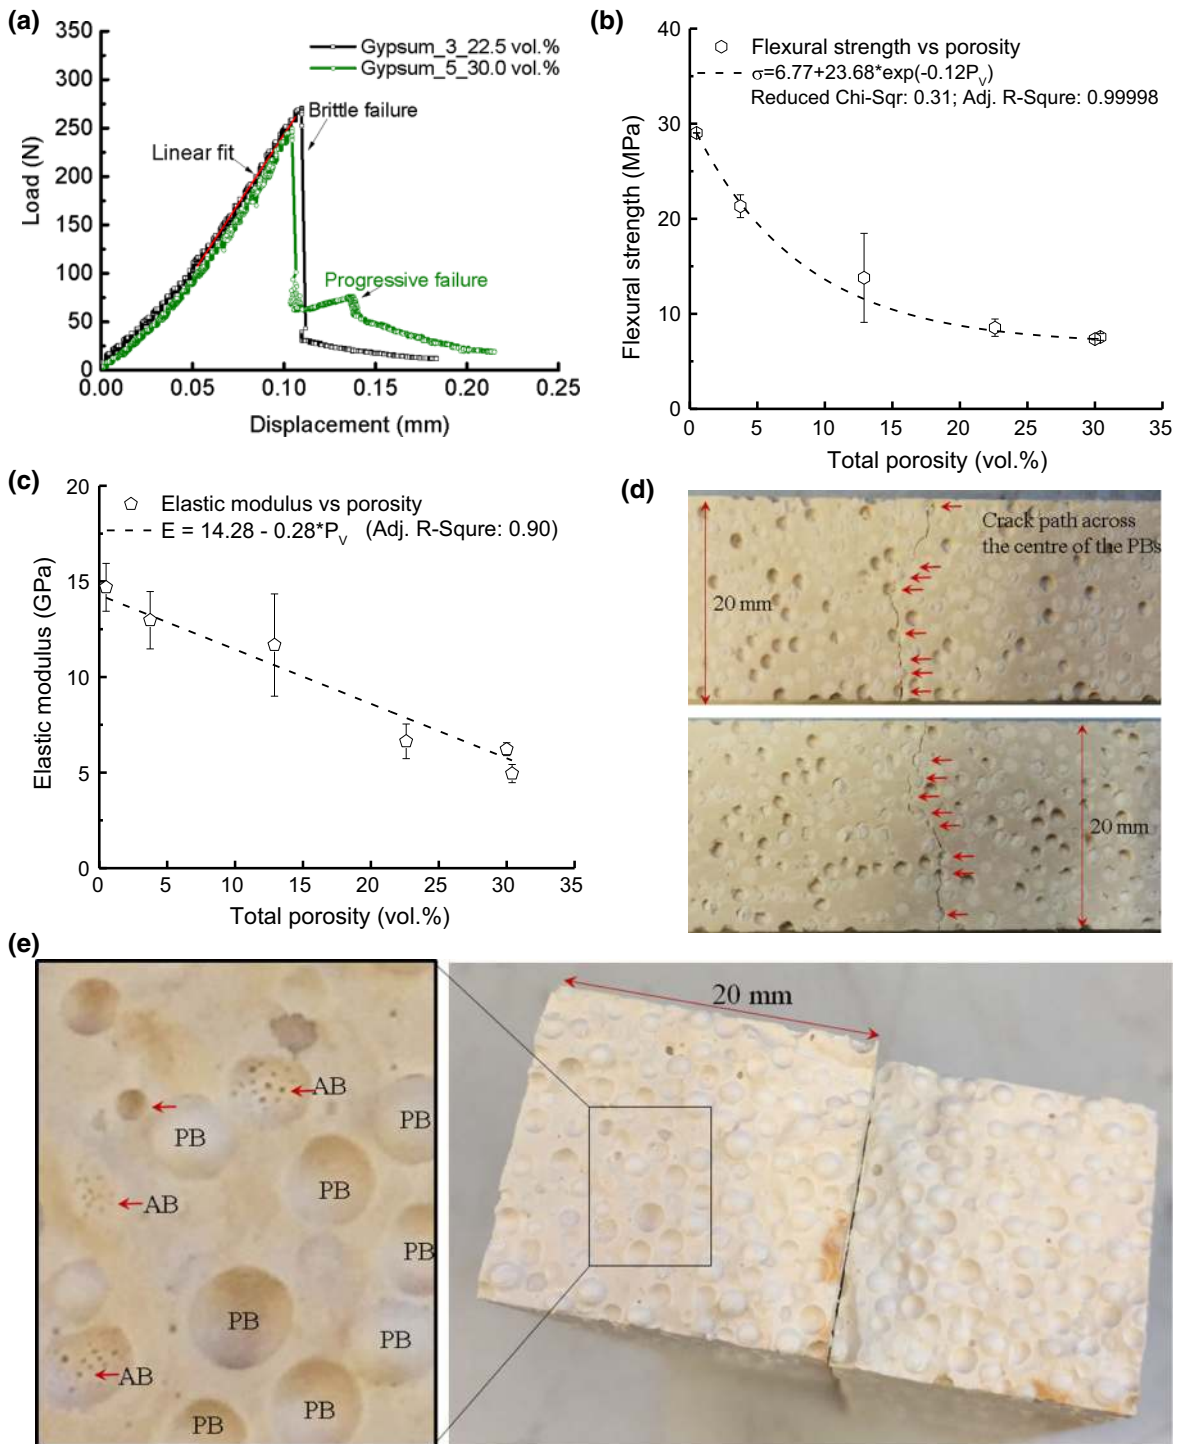 (a)
350
300
250
200
150
100
50
0
Load (N)
Gypsum_3_22.5 vol.%
Gypsum_5_30.0 vol.%
Brittle failure
Linear fit
Progressive failure
0.00 0.05 0.10 0.15 0.20 0.25
Displacement (mm)
(b)
40
30
20
10
0
Flexural strength (MPa)
Flexural strength vs porosity
σ=6.77+23.68*exp(-0.12Pᵥ)
Reduced Chi-Sqr: 0.31; Adj. R-Squre: 0.99998
0 5 10 15 20 25 30 35
Total porosity (vol.%)
(c)
20
15
10
5
0
Elastic modulus (GPa)
Elastic modulus vs porosity
E = 14.28 - 0.28*Pᵥ (Adj. R-Squre: 0.90)
0 5 10 15 20 25 30 35
Total porosity (vol.%)
(d)
Crack path across
the centre of the PBs
20 mm
20 mm
(e)
AB
PB
PB
PB
AB
PB
PB
PB
AB
PB
PB
20 mm